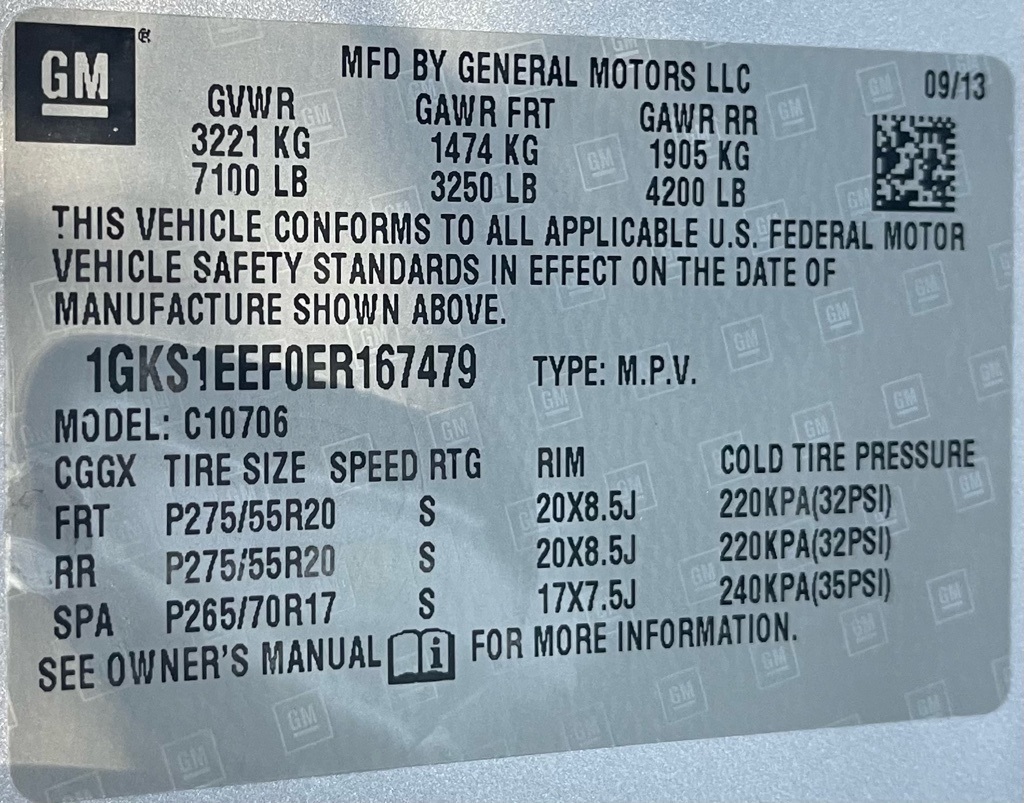 GM ®
MFD BY GENERAL MOTORS LLC 09/13
GVWR GAWR FRT GAWR RR
3221 KG 1474 KG 1905 KG
7100 LB 3250 LB 4200 LB
THIS VEHICLE CONFORMS TO ALL APPLICABLE U.S. FEDERAL MOTOR
VEHICLE SAFETY STANDARDS IN EFFECT ON THE DATE OF
MANUFACTURE SHOWN ABOVE.
1GKS1EEF0ER167479 TYPE: M.P.V.
MODEL: C10706
CGGX TIRE SIZE SPEED RTG RIM COLD TIRE PRESSURE
FRT P275/55R20 S 20X8.5J 220KPA(32PSI)
RR P275/55R20 S 20X8.5J 220KPA(32PSI)
SPA P265/70R17 S 17X7.5J 240KPA(35PSI)
SEE OWNER'S MANUAL i FOR MORE INFORMATION.